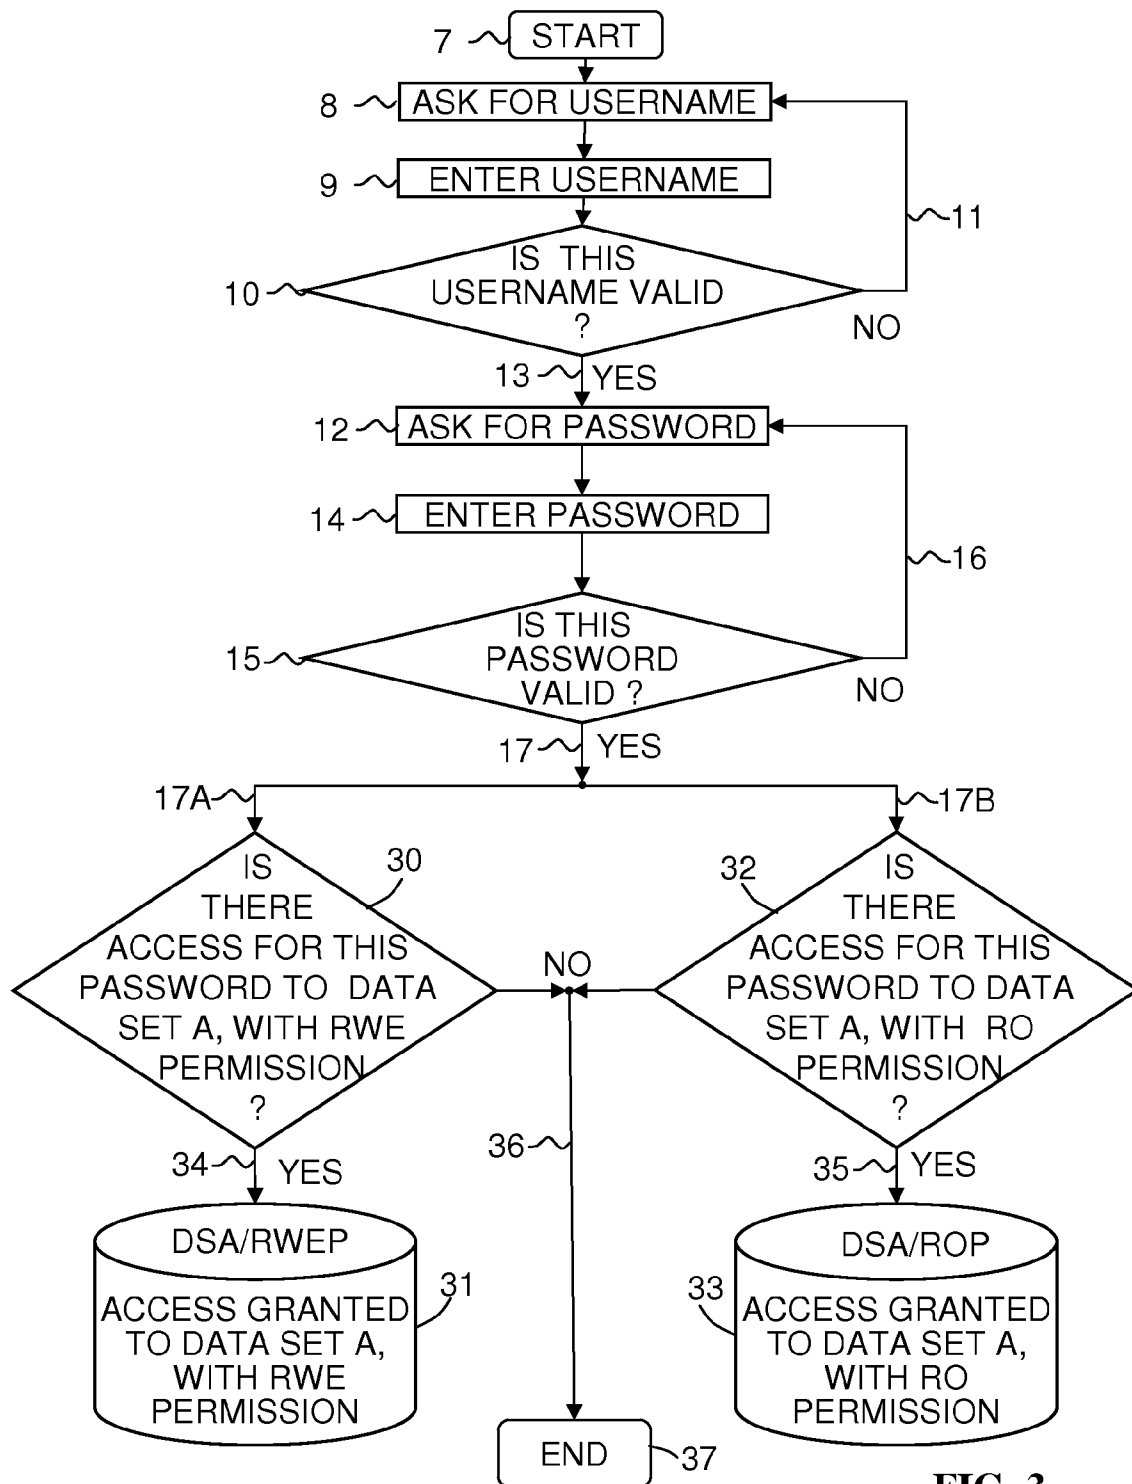 7
START
8
ASK FOR USERNAME
9
ENTER USERNAME
11
10
IS THIS
USERNAME VALID
?
NO
13
YES
12
ASK FOR PASSWORD
14
ENTER PASSWORD
16
15
IS THIS
PASSWORD
VALID ?
NO
17
YES
17A
17B
30
IS
THERE
ACCESS FOR THIS
PASSWORD TO DATA
SET A, WITH RWE
PERMISSION
?
NO
32
IS
THERE
ACCESS FOR THIS
PASSWORD TO DATA
SET A, WITH RO
PERMISSION
?
34
YES
36
35
YES
DSA/RWEP
31
ACCESS GRANTED
TO DATA SET A,
WITH RWE
PERMISSION
DSA/ROP
33
ACCESS GRANTED
TO DATA SET A,
WITH RO
PERMISSION
END
37